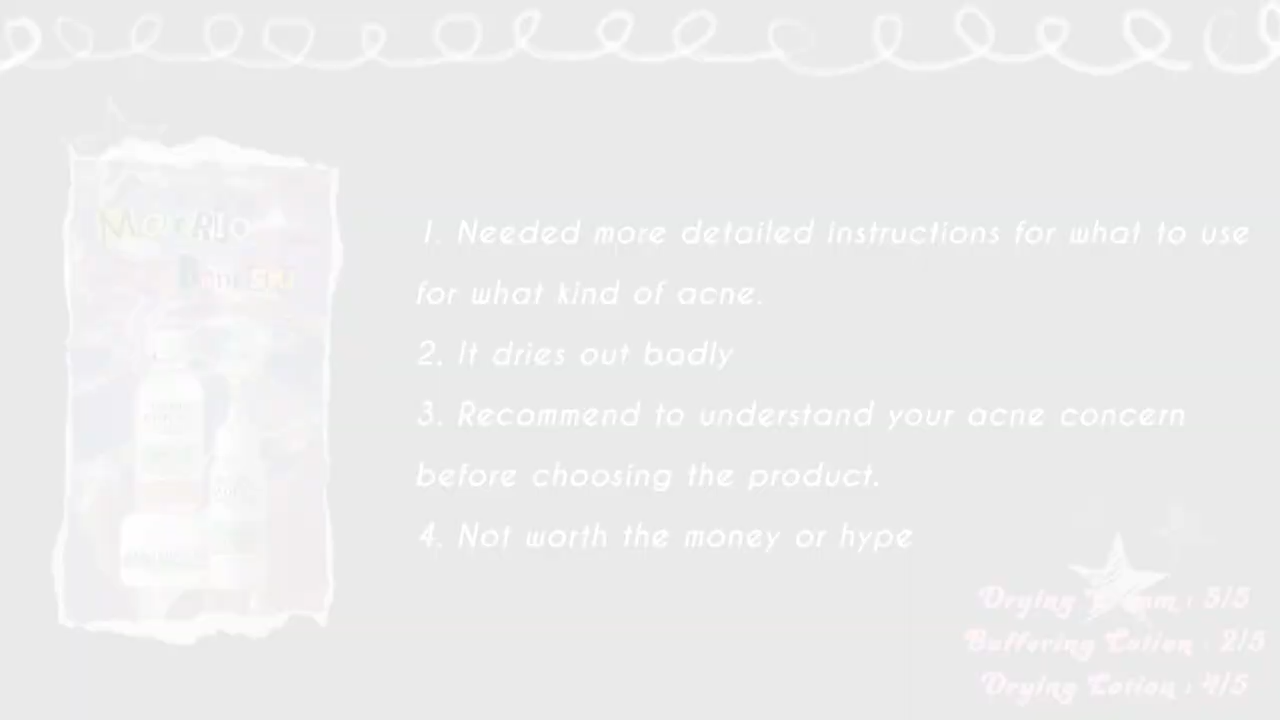 1. Needed more detailed instructions for what to use
for what kind of acne.
2. It dries out badly
3. Recommend to understand your acne concern
before choosing the product.
4. Not worth the money or hype
Drying : 3/5
Buffering Lotion : 2/5
Drying Lotion : 4/5